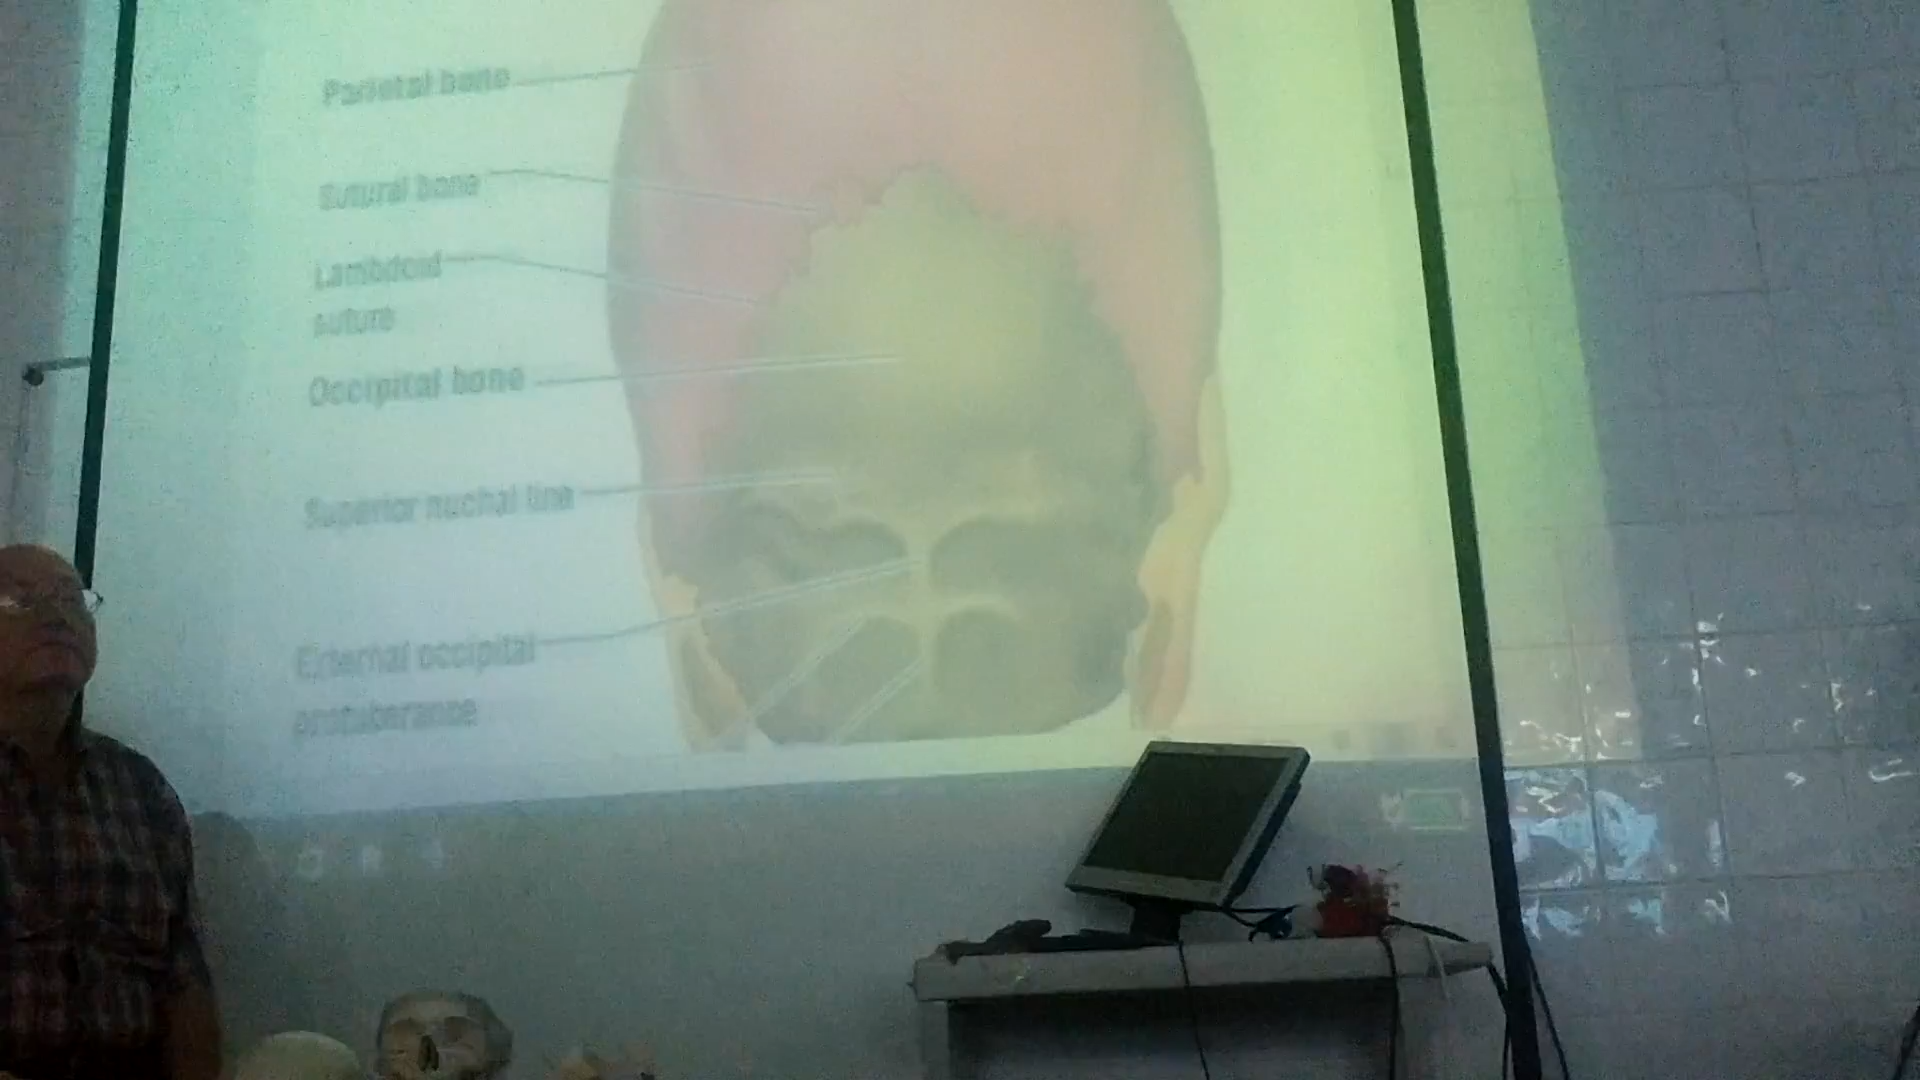 Parietal bone
Sutural bone
Lambdoid
suture
Occipital bone
Superior nuchal line
External occipital
protuberance